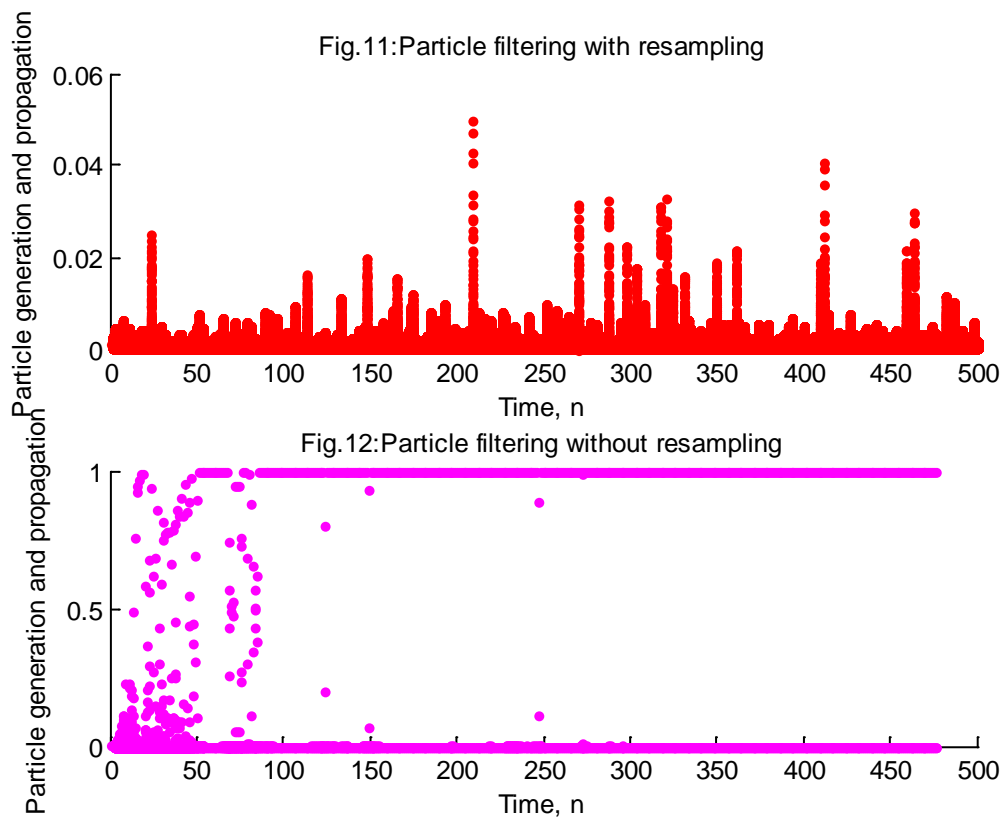 Fig.11:Particle filtering with resampling
Particle generation and propagation
0.06
0.04
0.02
0
0 50 100 150 200 250 300 350 400 450 500
Time, n
Fig.12:Particle filtering without resampling
Particle generation and propagation
1
0.5
0
0 50 100 150 200 250 300 350 400 450 500
Time, n